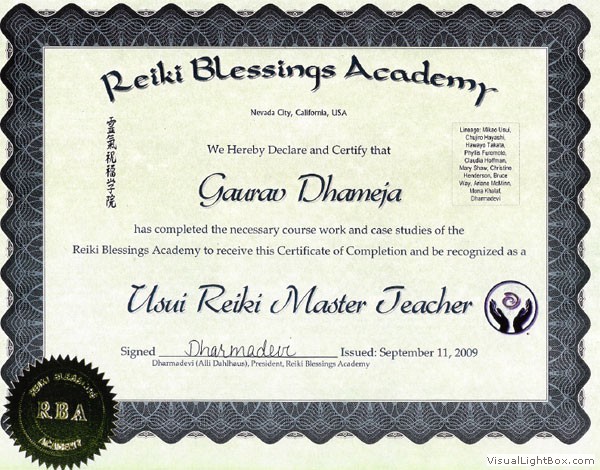 Reiki Blessings Academy
Nevada City, California, USA
靈氣祝福学院
Lineage: Mikao Usui,
Chujiro Hayashi,
Hawayo Takata,
Phyllis Furomoto,
Claudia Hoffman,
Mary Shaw, Christine
Henderson, Bruce
Way, Ariane McMinn,
Mona Khalaf,
Dharmadevi
We Hereby Declare and Certify that
Gaurav Dhameja
has completed the necessary course work and case studies of the
Reiki Blessings Academy to receive this Certificate of Completion and be recognized as a
Usui Reiki Master Teacher
Signed Dharmadevi Issued: September 11, 2009
Dharmadevi (Alli Dahlhaus), President, Reiki Blessings Academy
REIKI BLESSINGS
RBA
ACADEMY
VisualLightBox.com